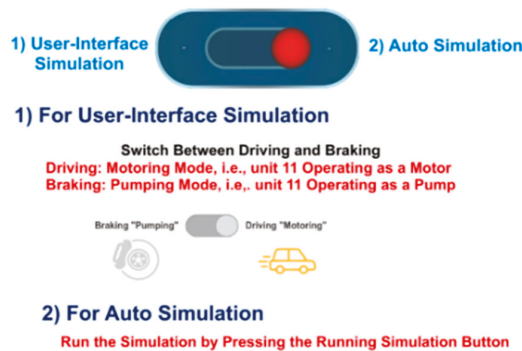 1) User-Interface
Simulation
2) Auto Simulation
1) For User-Interface Simulation
Switch Between Driving and Braking
Driving: Motoring Mode, i.e., unit 11 Operating as a Motor
Braking: Pumping Mode, i.e,. unit 11 Operating as a Pump
Braking "Pumping"
Driving "Motoring"
2) For Auto Simulation
Run the Simulation by Pressing the Running Simulation Button